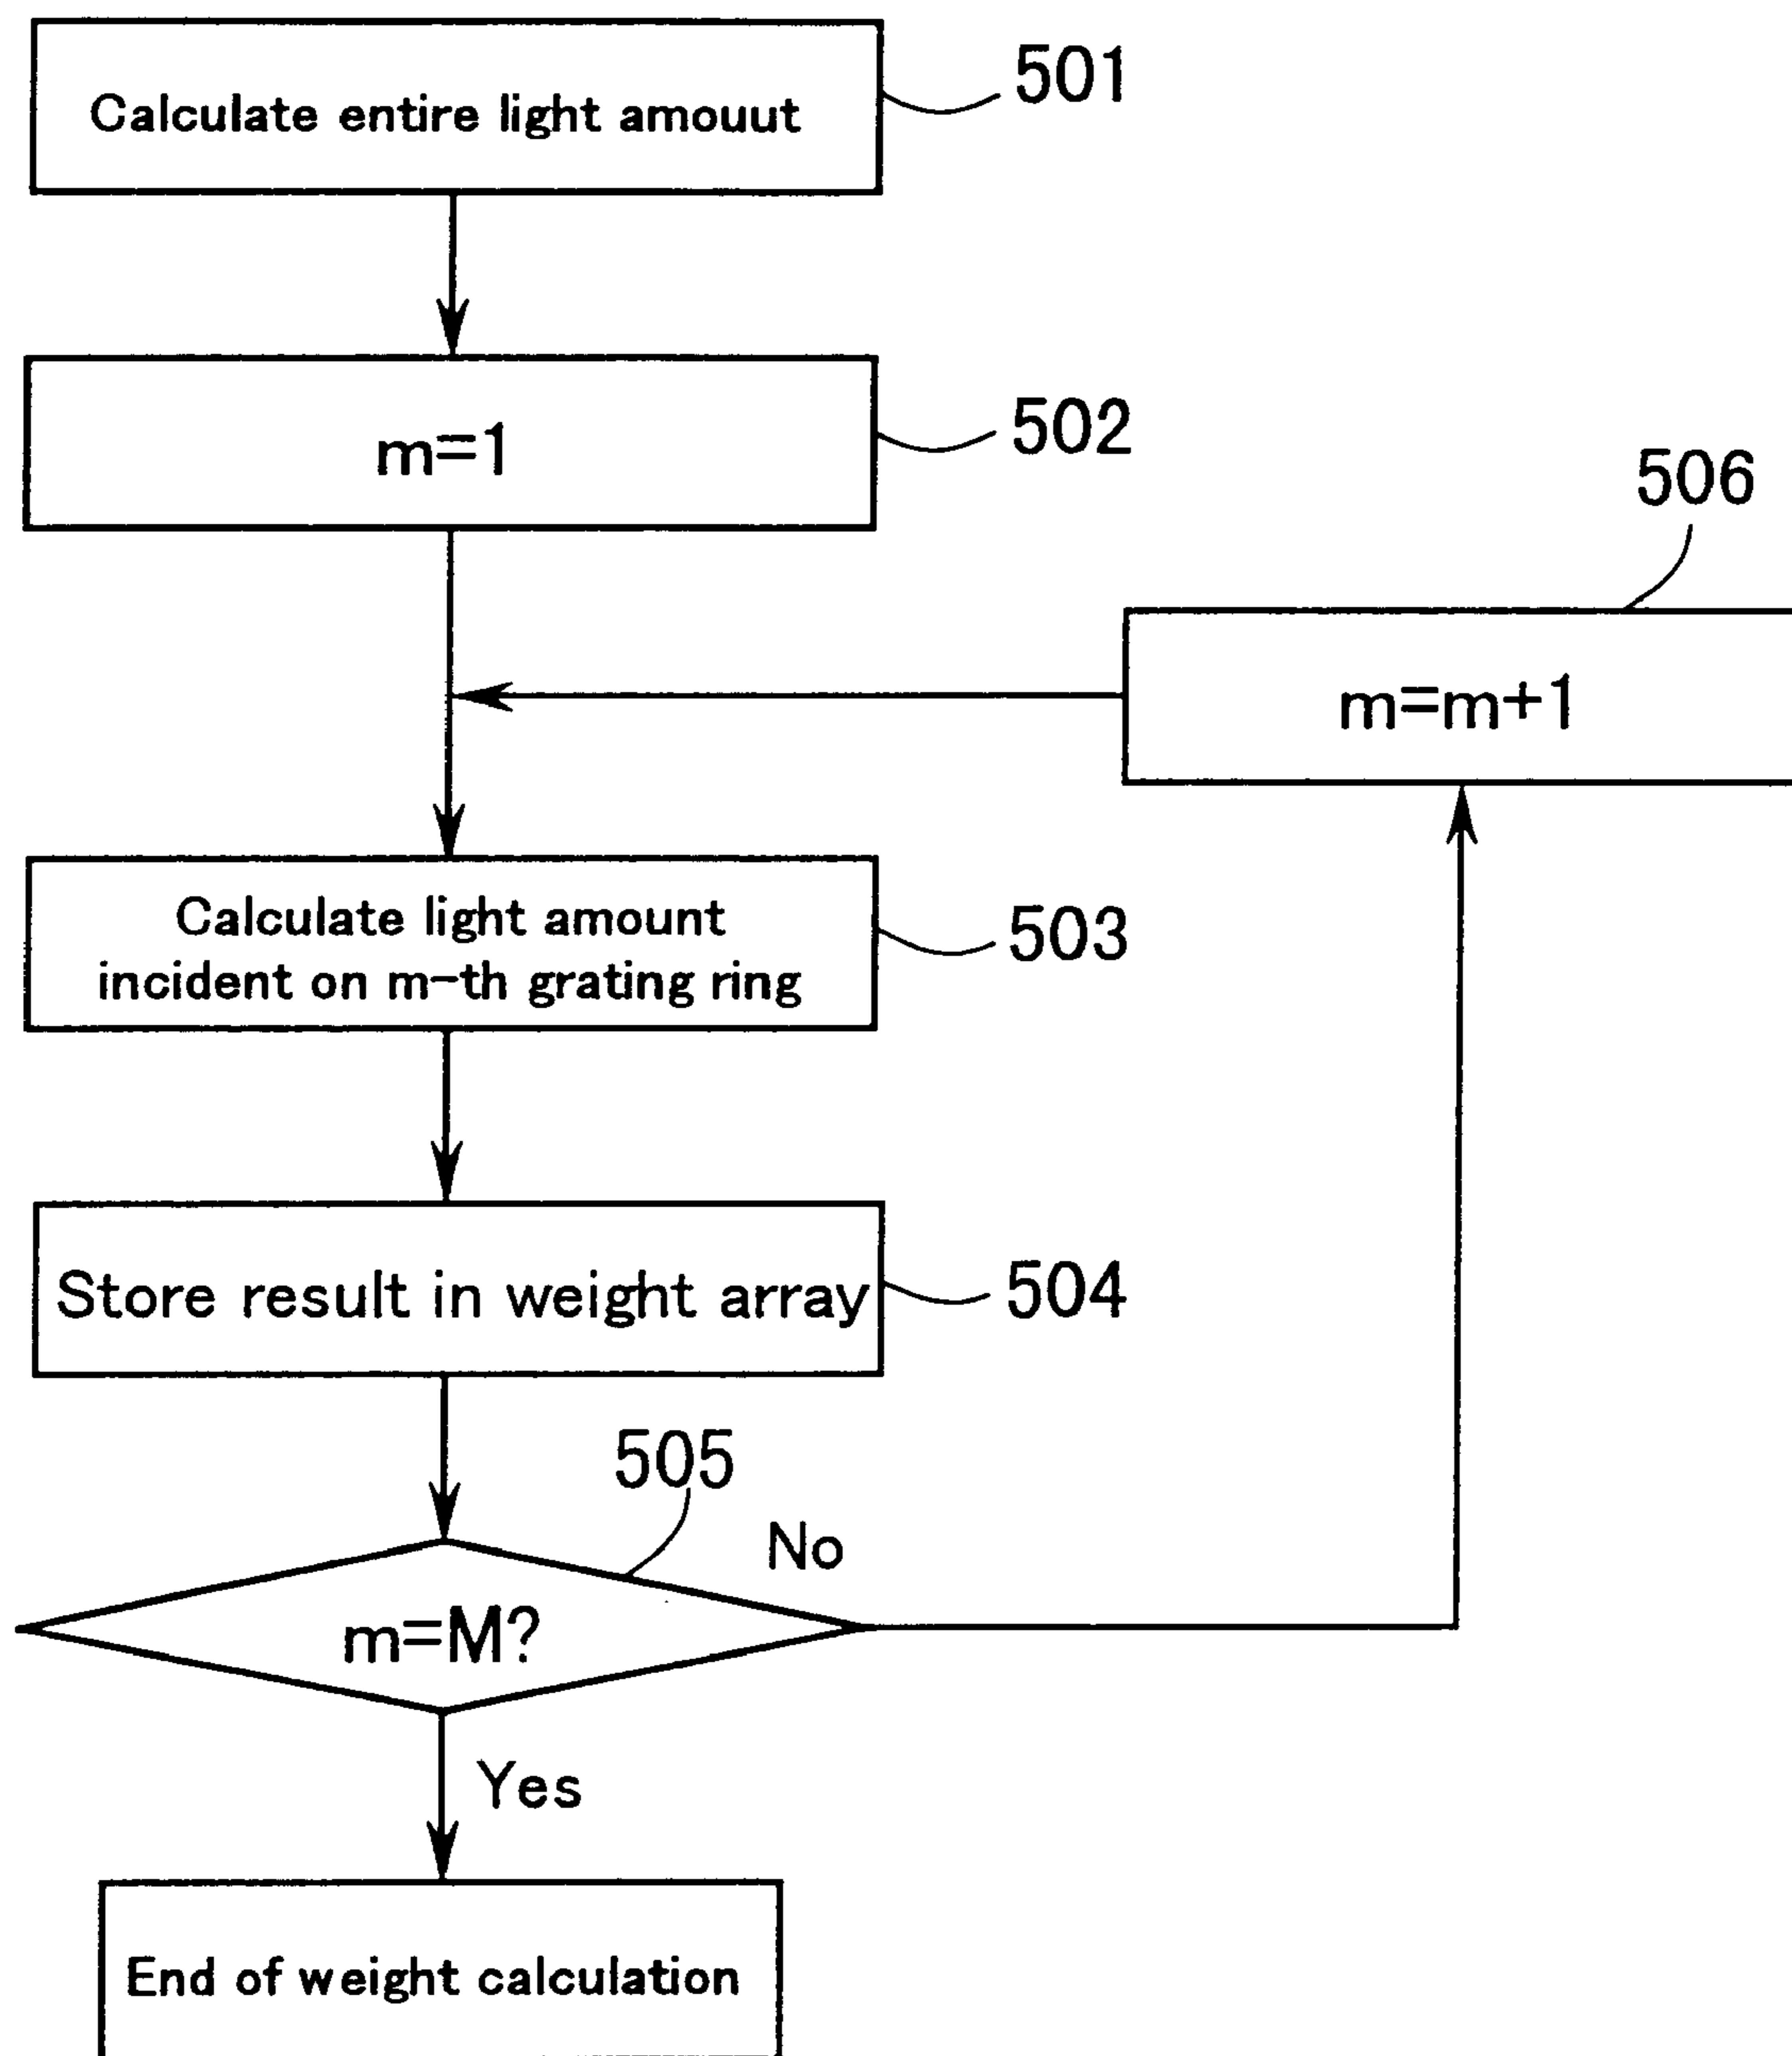 Calculate entire light amouut
501
m=1
502
506
m=m+1
Calculate light amount
incident on m-th grating ring
503
Store result in weight array
504
505
No
m=M?
Yes
End of weight calculation